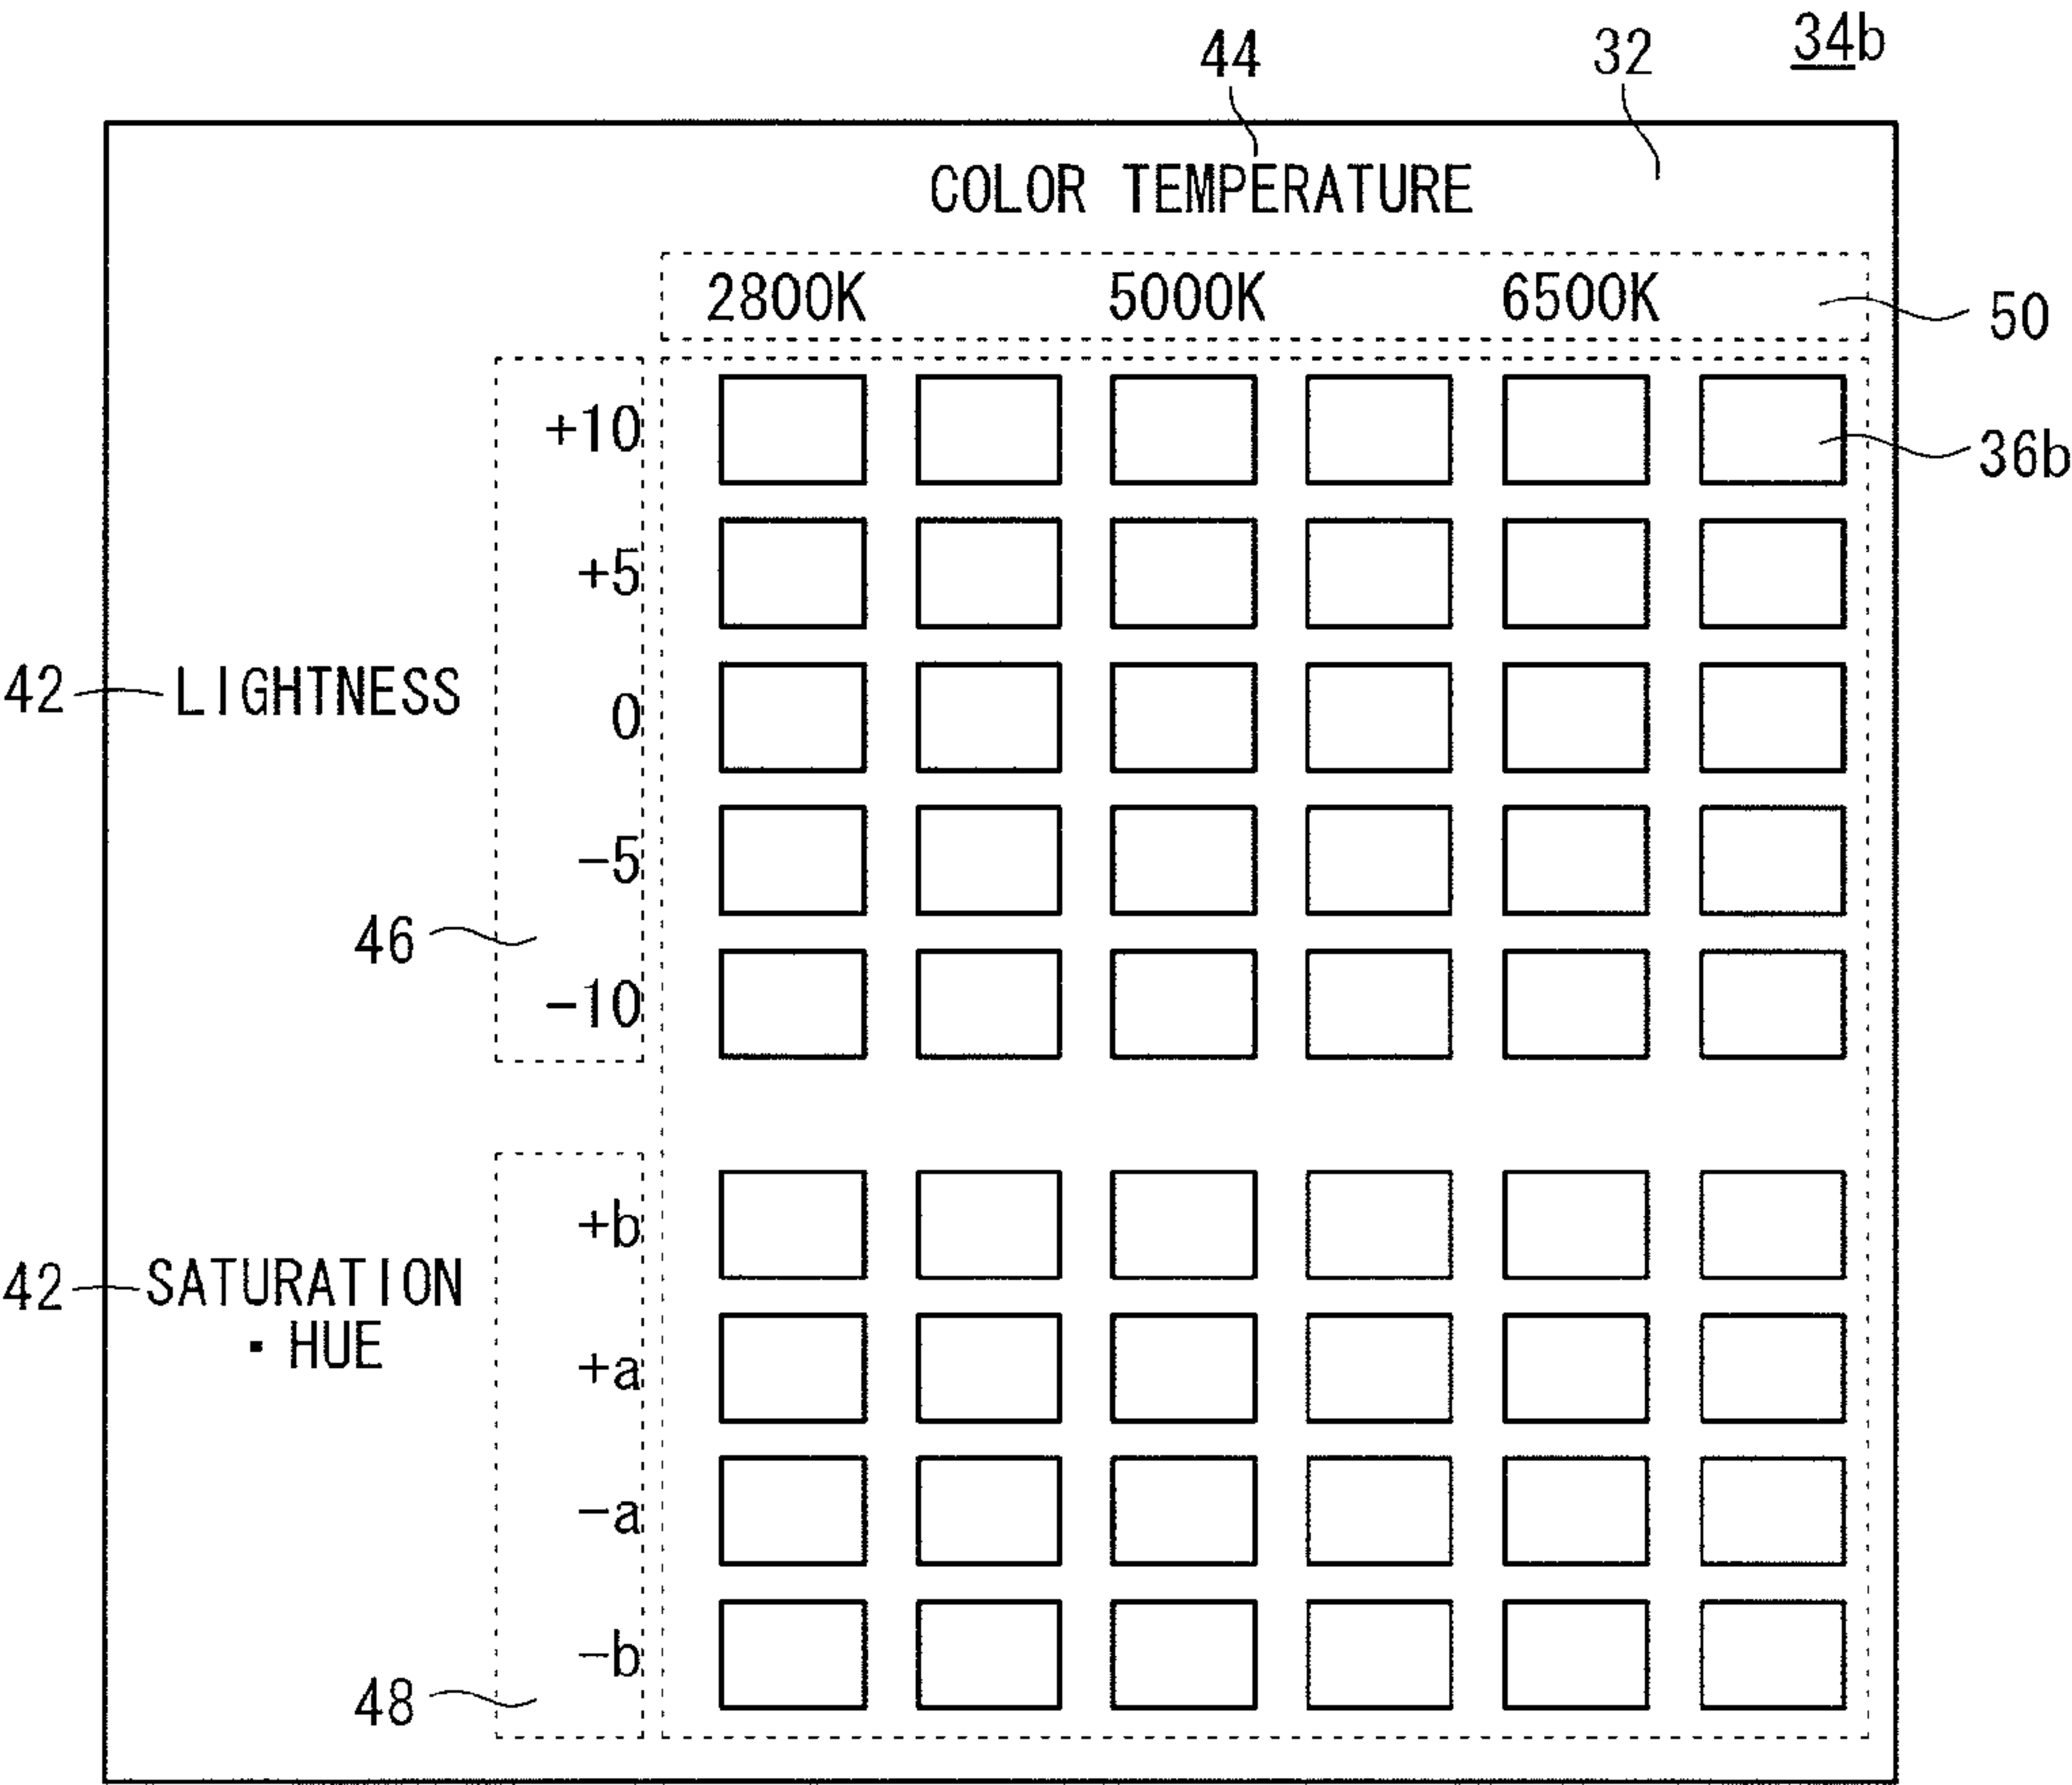 34b
44 32
COLOR TEMPERATURE
2800K 5000K 6500K
50
+10
36b
+5
42 LIGHTNESS
0
-5
46
-10
+b
42 SATURATION
・HUE
+a
-a
-b
48